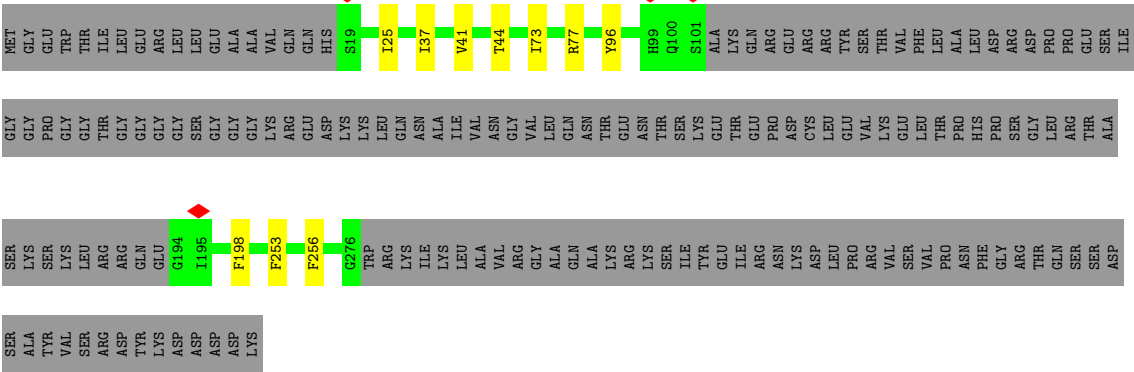 MET GLY GLU TRP THR ILE LEU GLU ARG LEU LEU GLU ALA ALA VAL GLN GLN HIS S19 I25 I37 V41 T44 I73 R77 Y96 H99 Q100 S101 ALA LYS GLN ARG GLU ARG ARG TYR SER THR VAL PHE LEU ALA LEU ASP ARG ASP PRO PRO GLU SER ILE
GLY GLY PRO GLY GLY THR GLY GLY GLY GLY SER GLY GLY GLY LYS ARG GLU ASP LYS LYS LEU GLN ASN ALA ILE VAL ASN GLY VAL LEU GLN ASN THR GLU ASN THR SER LYS GLU THR GLU PRO ASP CYS LEU GLU VAL LYS GLU LEU THR PRO HIS PRO SER GLY LEU ARG THR ALA
SER LYS SER LYS LEU ARG ARG GLN GLU G194 I195 F198 F253 F256 G276 TRP ARG LYS ILE LYS LEU ALA VAL ARG GLY ALA GLN ALA LYS ARG LYS SER ILE TYR GLU ILE ARG ASN LYS ASP LEU PRO ARG VAL SER VAL PRO ASN PHE GLY ARG THR GLN SER SER ASP
SER ALA TYR VAL SER ARG ASP TYR LYS ASP ASP ASP ASP LYS